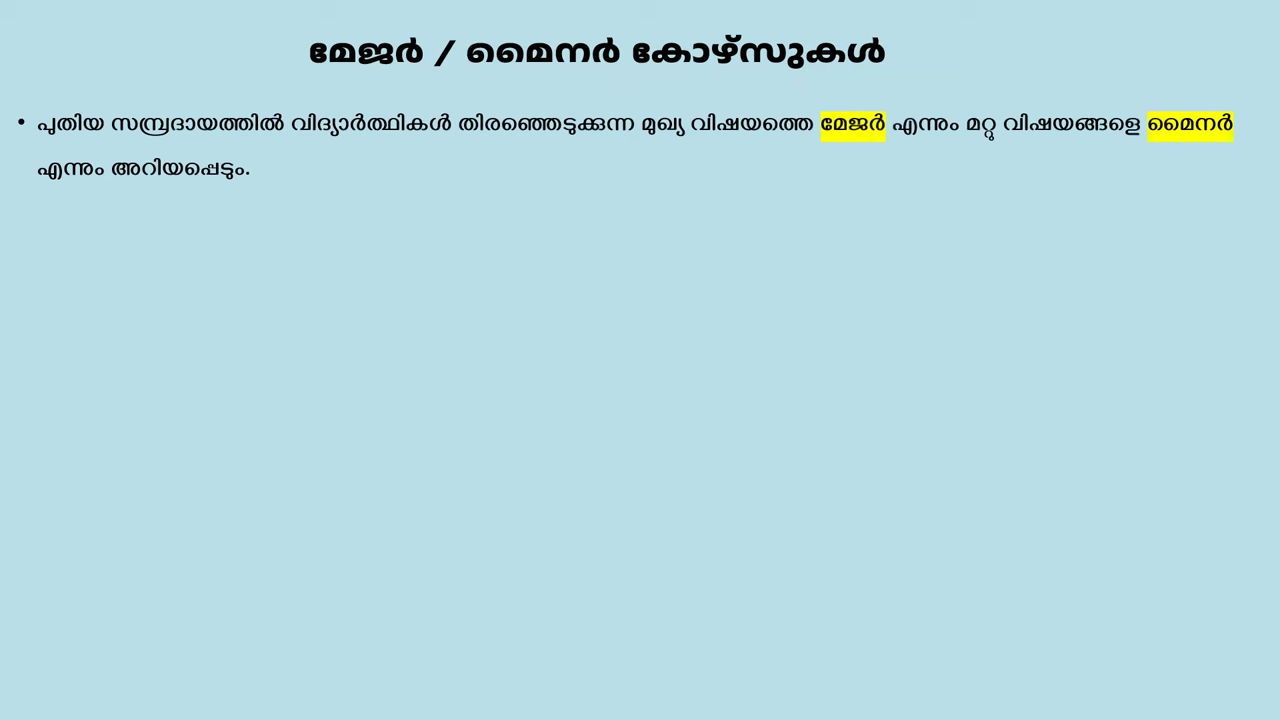 മേജർ / മൈനർ കോഴ്സുകൾ
• പുതിയ സമ്പ്രദായത്തിൽ വിദ്യാർത്ഥികൾ തിരഞ്ഞെടുക്കുന്ന മുഖ്യ വിഷയത്തെ മേജർ എന്നും മറ്റു വിഷയങ്ങളെ മൈനർ
എന്നും അറിയപ്പെടും.